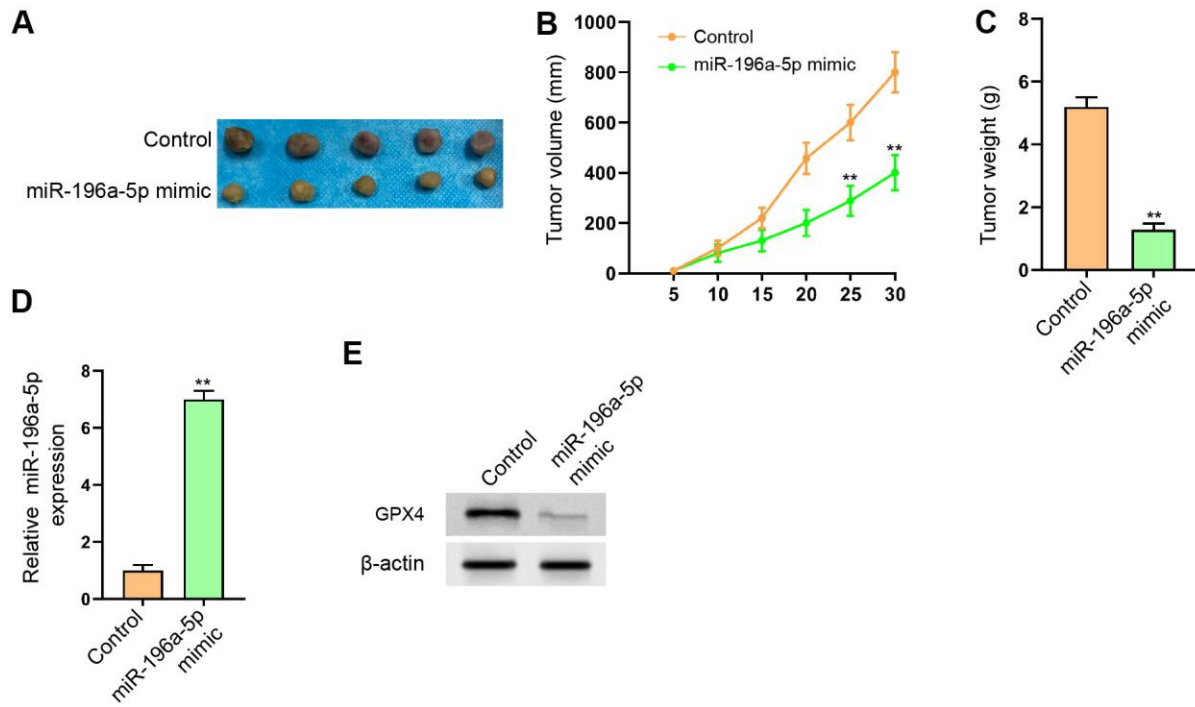 A
Control
miR-196a-5p mimic
B
Tumor volume (mm)
1000
800
600
400
200
0
5 10 15 20 25 30
Control
miR-196a-5p mimic
**
**
C
Tumor weight (g)
8
6
4
2
0
**
Control
miR-196a-5p
mimic
D
Relative miR-196a-5p
expression
8
6
4
2
0
**
Control
miR-196a-5p
mimic
E
Control
miR-196a-5p
mimic
GPX4
β-actin